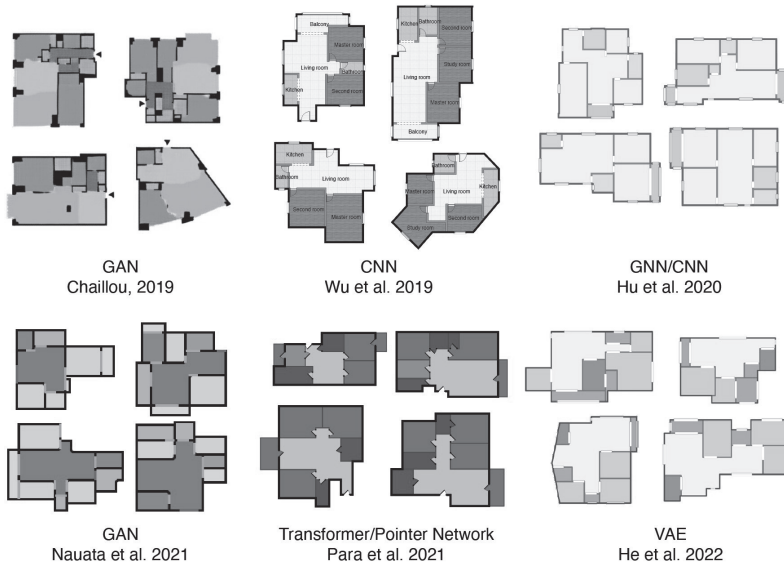 Balcony
Master room
Living room
Bathroom
Kitchen
Second room
Kitchen
Bathroom
Second room
Study room
Living room
Master room
Balcony
Kitchen
Bathroom
Living room
Second room
Master room
Bathroom
Master room
Living room
Kitchen
Second room
Study room
GAN
Chaillou, 2019
CNN
Wu et al. 2019
GNN/CNN
Hu et al. 2020
GAN
Nauata et al. 2021
Transformer/Pointer Network
Para et al. 2021
VAE
He et al. 2022